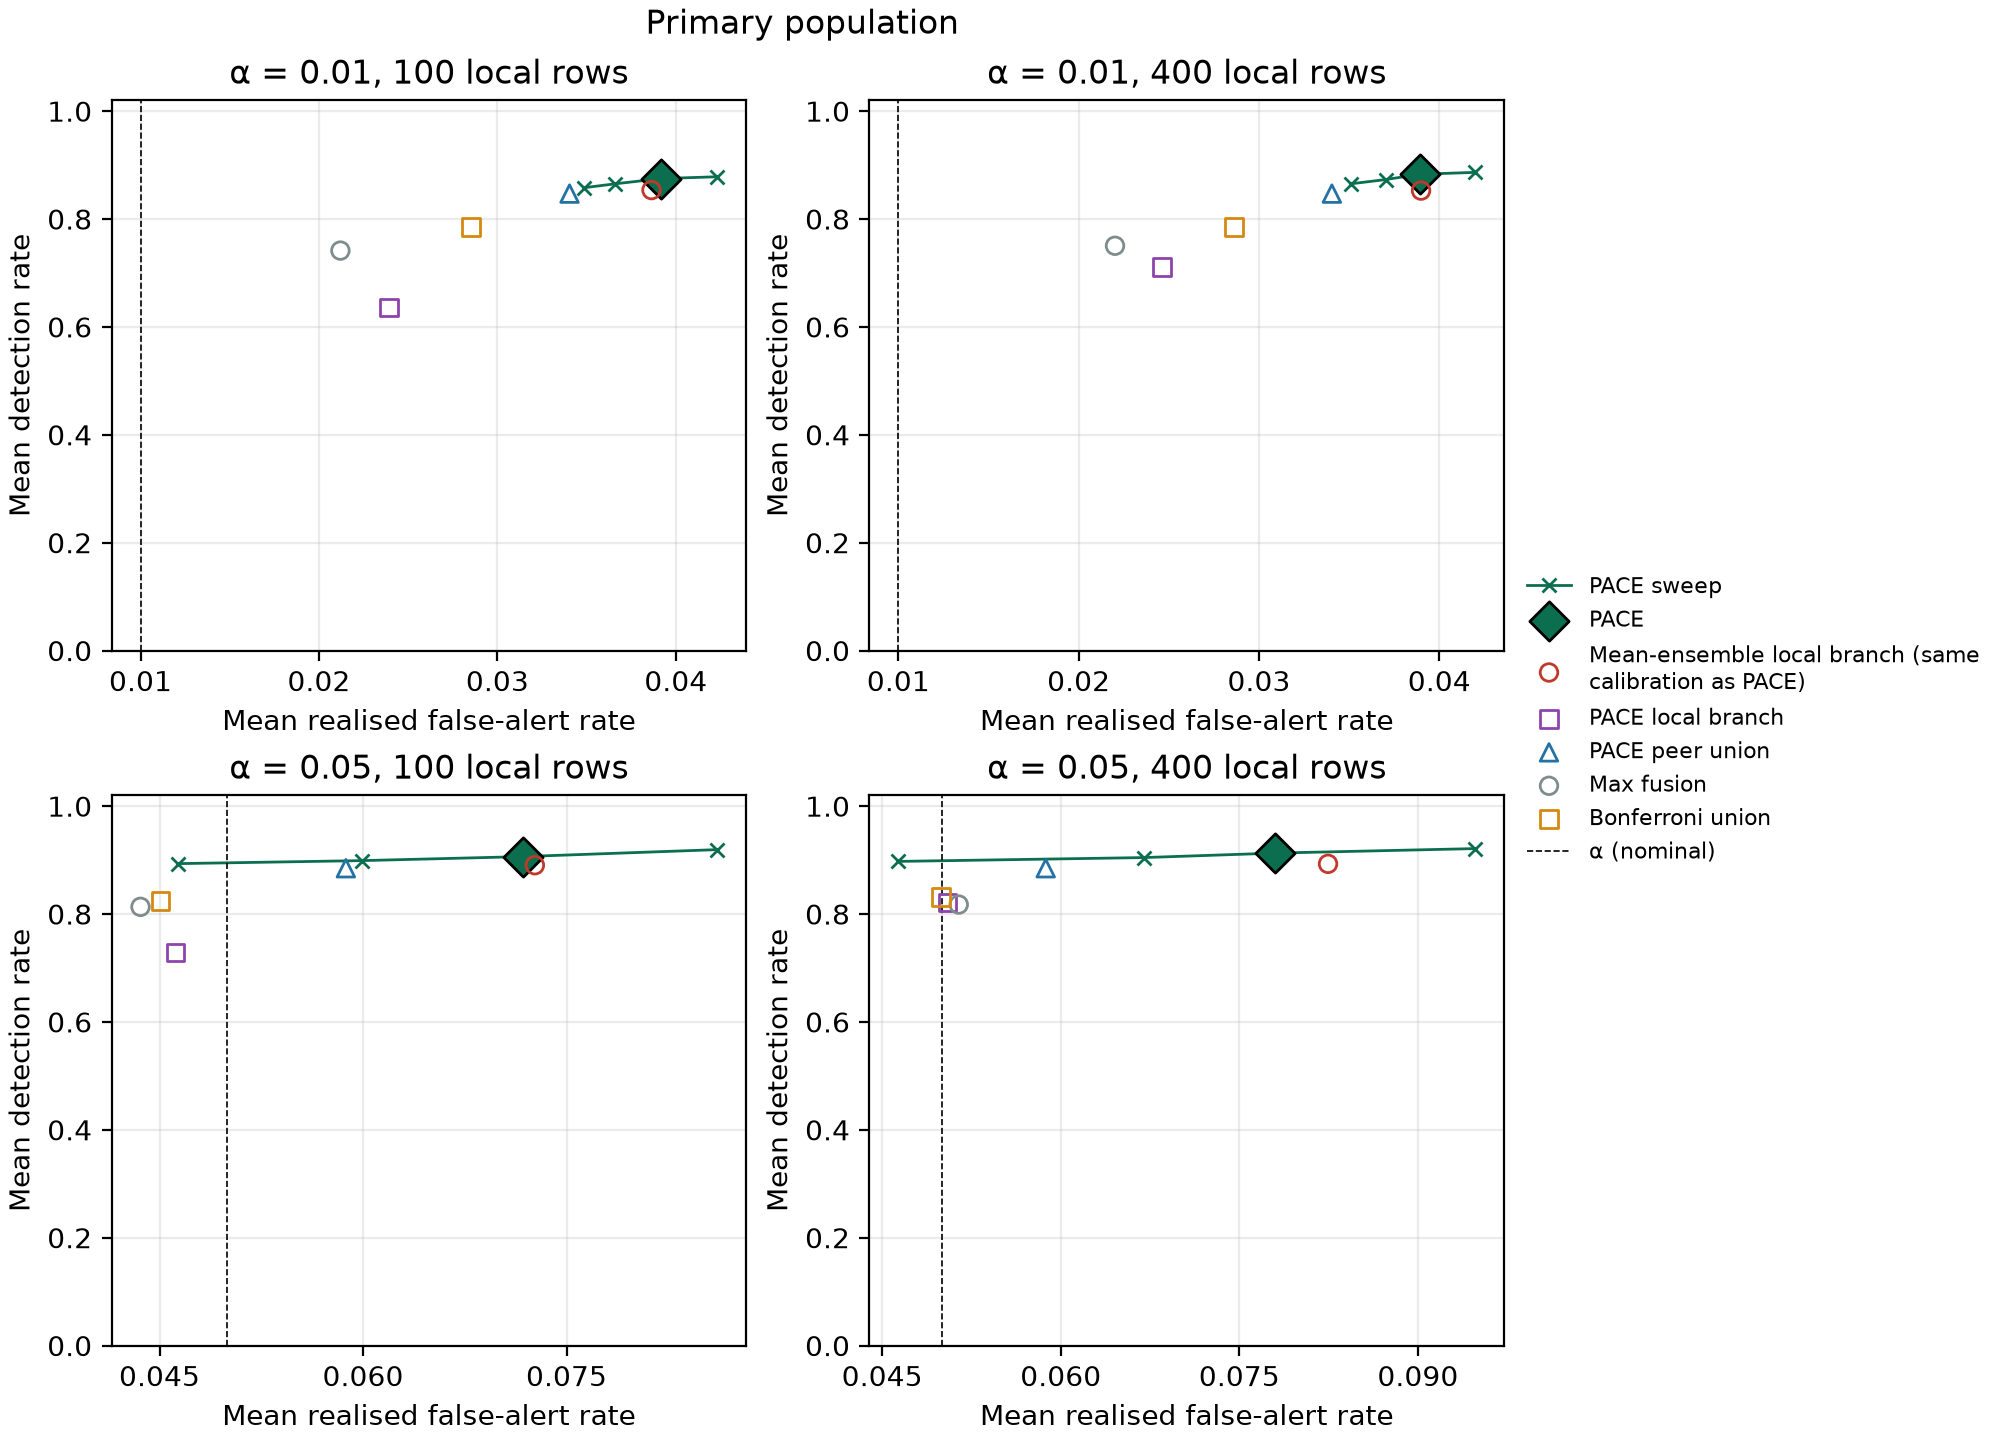 Primary population
α = 0.01, 100 local rows
1.0
0.8
0.6
0.4
0.2
0.0
Mean detection rate
0.01
0.02
0.03
0.04
Mean realised false-alert rate
α = 0.01, 400 local rows
1.0
0.8
0.6
0.4
0.2
0.0
Mean detection rate
0.01
0.02
0.03
0.04
Mean realised false-alert rate
α = 0.05, 100 local rows
1.0
0.8
0.6
0.4
0.2
0.0
Mean detection rate
0.045
0.060
0.075
Mean realised false-alert rate
α = 0.05, 400 local rows
1.0
0.8
0.6
0.4
0.2
0.0
Mean detection rate
0.045
0.060
0.075
0.090
Mean realised false-alert rate
PACE sweep
PACE
Mean-ensemble local branch (same
calibration as PACE)
PACE local branch
PACE peer union
Max fusion
Bonferroni union
α (nominal)